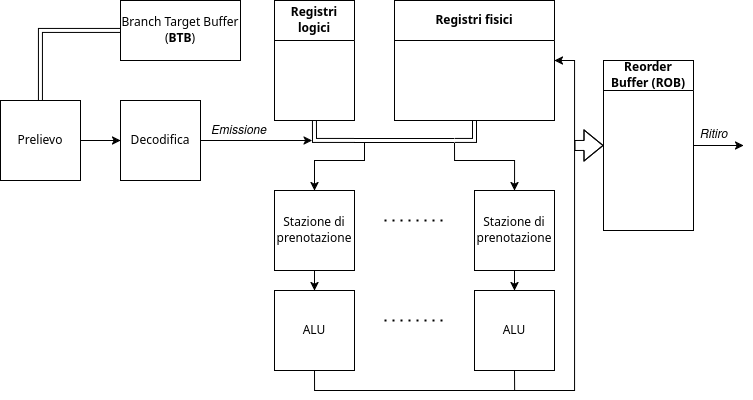 Branch Target Buffer
(BTB)
Registri
logici
Registri fisici
Reorder
Buffer (ROB)
Prelievo
Decodifica
Emissione
Ritiro
Stazione di
prenotazione
........
Stazione di
prenotazione
ALU
........
ALU